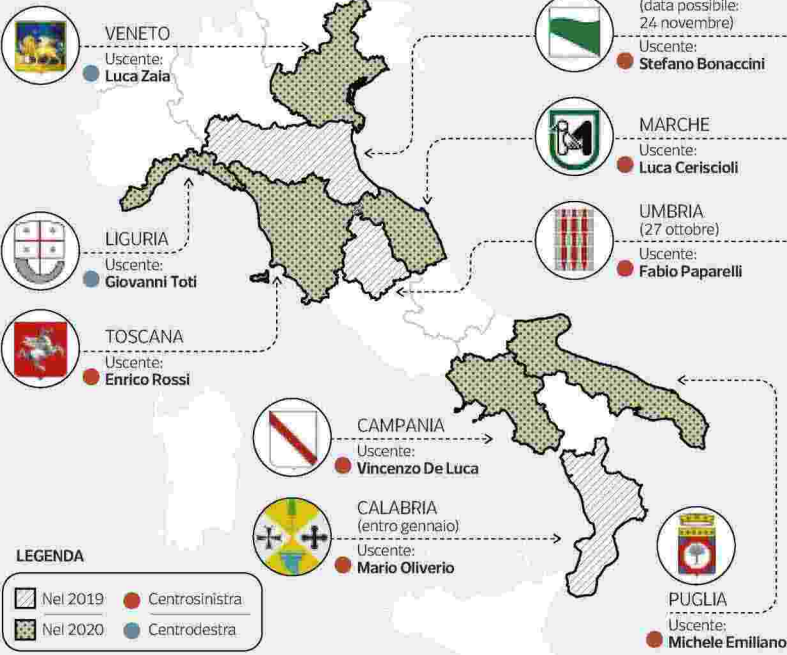 VENETO
Uscente:
Luca Zaia
(data possibile:
24 novembre)
Uscente:
Stefano Bonaccini
MARCHE
Uscente:
Luca Ceriscioli
UMBRIA
(27 ottobre)
Uscente:
Fabio Paparelli
LIGURIA
Uscente:
Giovanni Toti
TOSCANA
Uscente:
Enrico Rossi
CAMPANIA
Uscente:
Vincenzo De Luca
CALABRIA
(entro gennaio)
Uscente:
Mario Oliverio
PUGLIA
Uscente:
Michele Emiliano
LEGENDA
Nel 2019 Centrosinistra
Nel 2020 Centrodestra